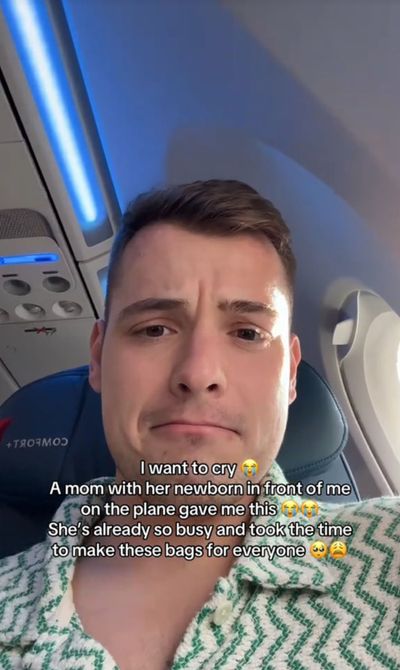 COMFORT+
I want to cry 😭
A mom with her newborn in front of me
on the plane gave me this 😭😭
She's already so busy and took the time
to make these bags for everyone 🥺😩